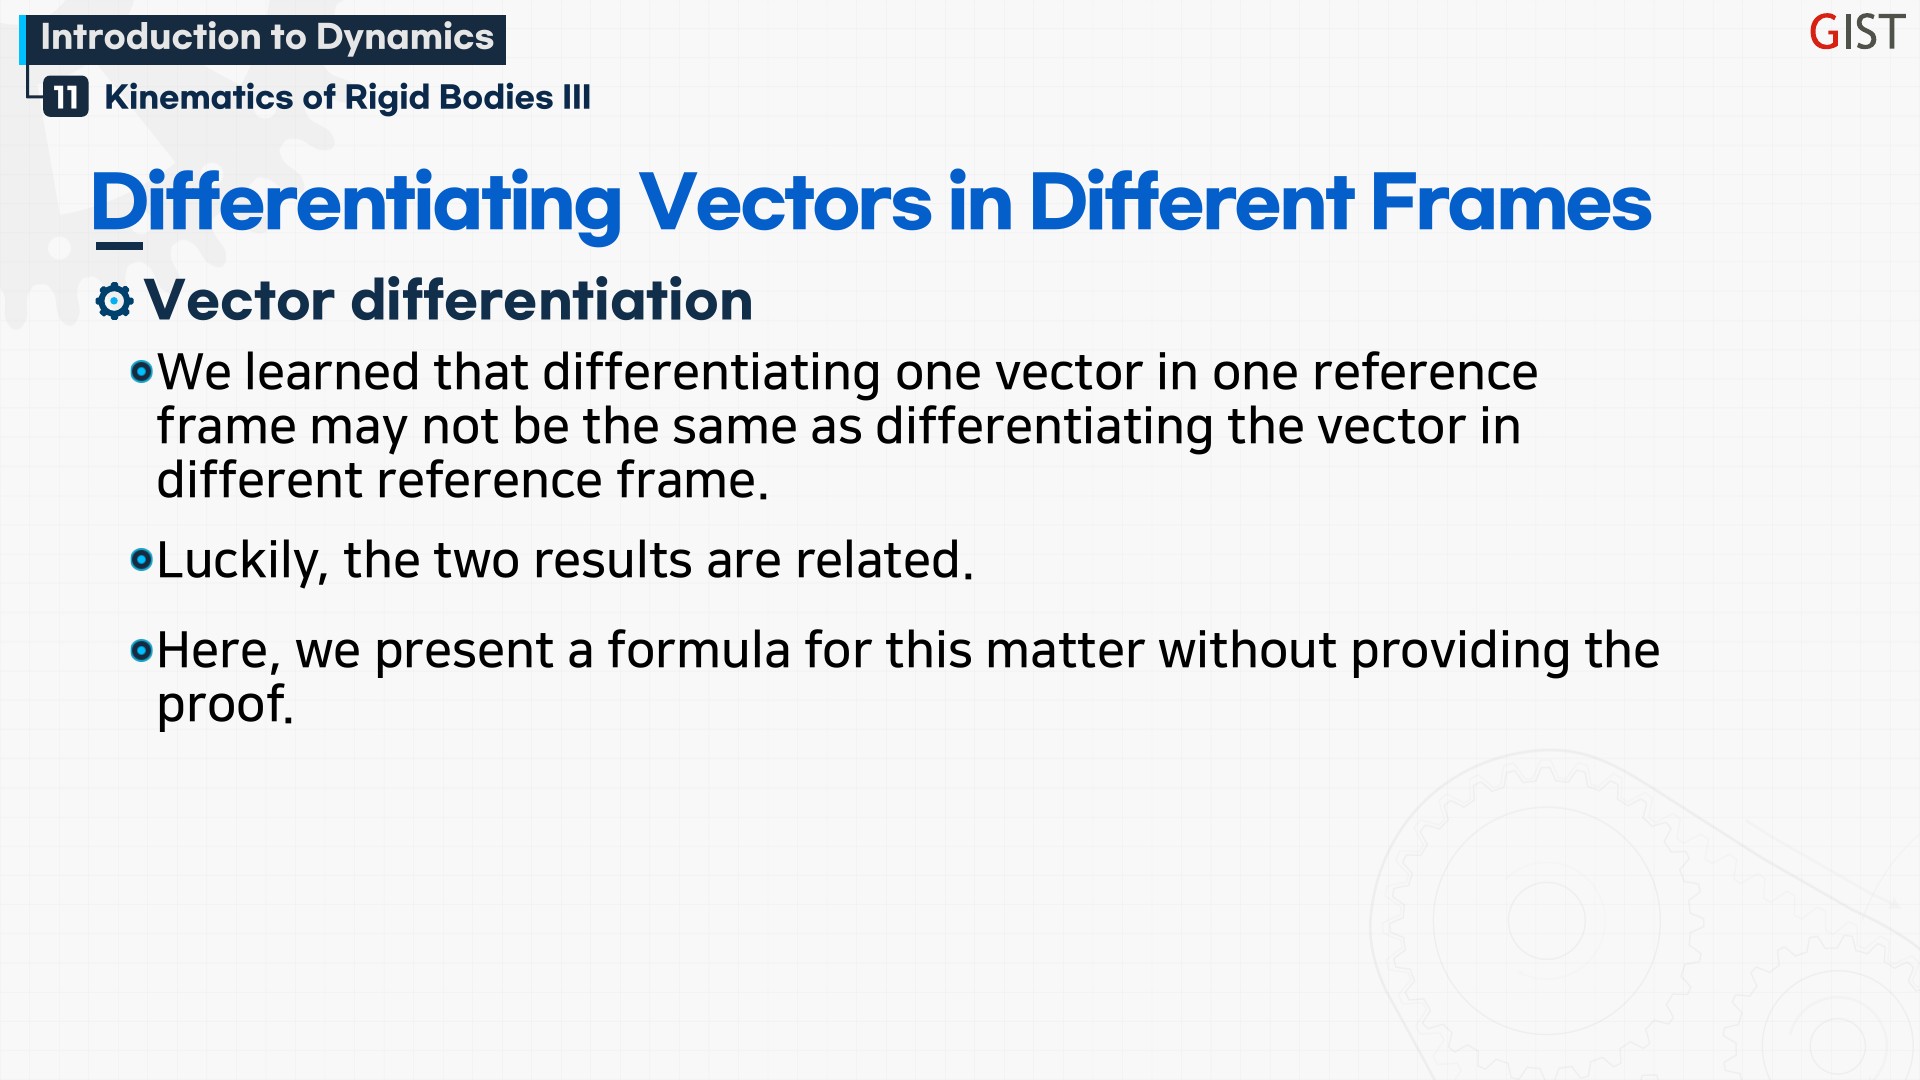 Introduction to Dynamics
GIST
11 Kinematics of Rigid Bodies III
Differentiating Vectors in Different Frames
Vector differentiation
We learned that differentiating one vector in one reference
frame may not be the same as differentiating the vector in
different reference frame.
Luckily, the two results are related.
Here, we present a formula for this matter without providing the
proof.